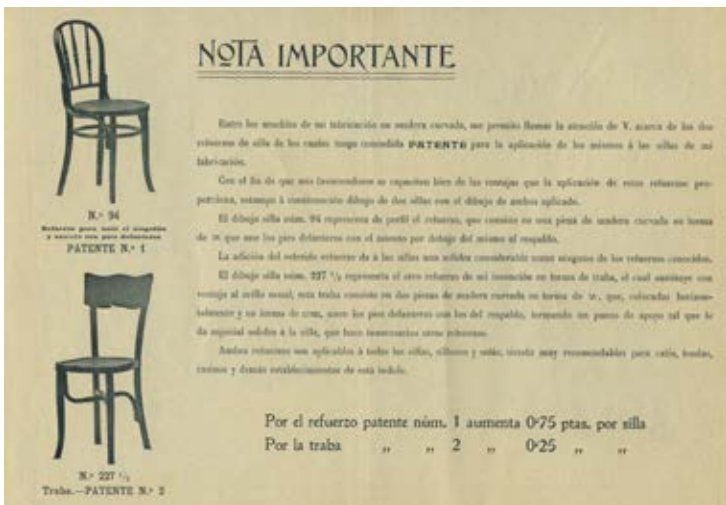 NOTA IMPORTANTE
Entre los muebles de mi fabricación en madera curvada, me permito llamar la atención de V. acerca de los dos
refuerzos de silla de los cuales tengo concedida PATENTE para la aplicación de los mismos á las sillas de mi
fabricación.
Con el fin de que mis favorecedores se capaciten bien de las ventajas que la aplicación de estos refuerzos pro-
porciona, estampo á continuación dibujo de dos sillas con el dibujo de ambos aplicado.
El dibujo silla núm. 94 representa de perfil el refuerzo, que consiste en una pieza de madera curvada en forma
de que une los pies delanteros con el asiento por debajo del mismo al respaldo.
La adición del referido refuerzo da á las sillas una solidez considerable como ninguno de los refuerzos conocidos.
El dibujo silla núm. 227 ½ representa el otro refuerzo de mi invención en forma de traba, el cual sustituye con
ventaja al anillo usual, esta traba consiste en dos piezas de madera curvada en forma de que, colocadas horizon-
talmente y en forma de cruz, unen los pies delanteros con los del respaldo, formando un punto de apoyo tal que le
da especial solidez á la silla, que hace innecesarios otros refuerzos.
Ambos refuerzos son aplicables á todas las sillas, sillones y sofás, siendo muy recomendables para cafés, fondas,
casinos y demás establecimientos de esta índole.
Por el refuerzo patente núm. 1 aumenta 0'75 ptas. por silla
Por la traba „ „ 2 „ 0'25 „ „
N.º 94
Refuerzo para unir el respaldo
y asiento con pies delanteros
PATENTE N.º 1
N.º 227 ½
Traba.—PATENTE N.º 2